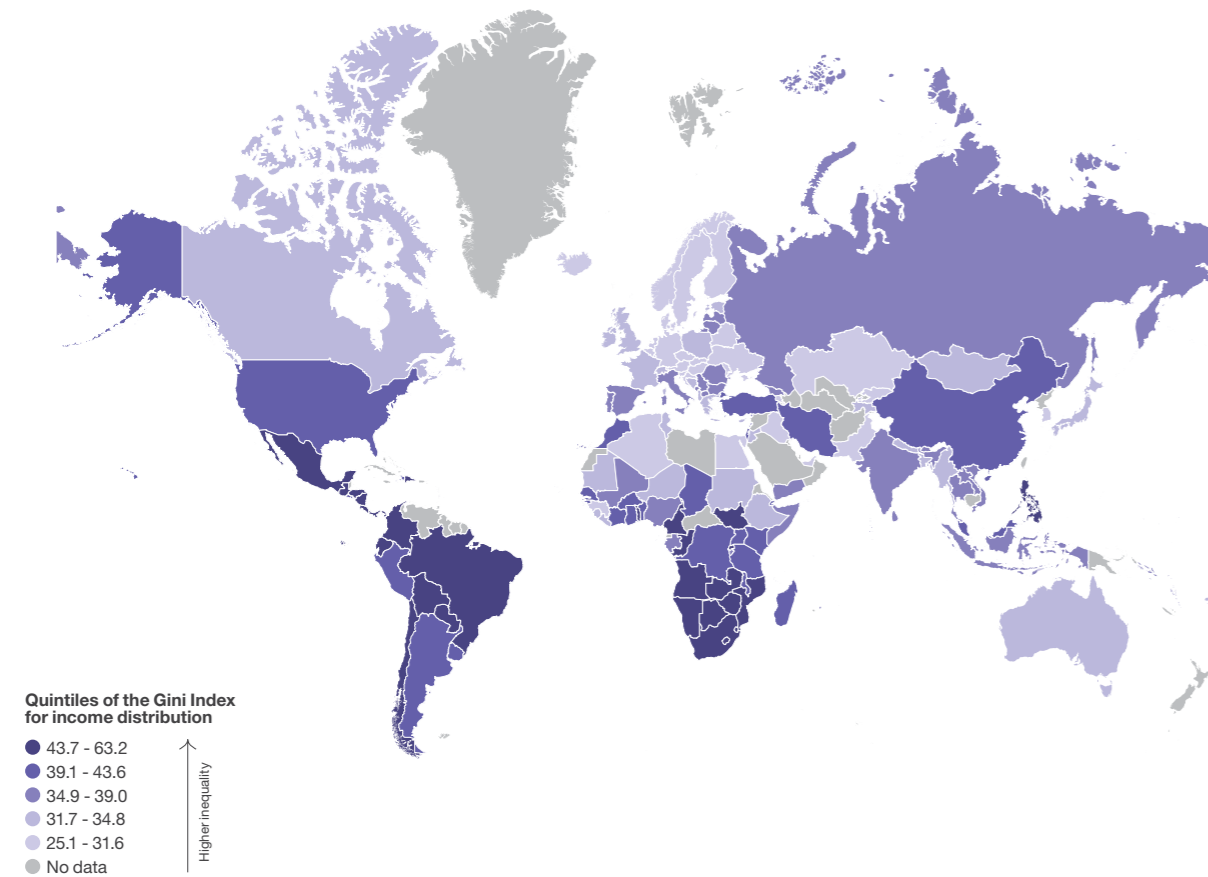 Quintiles of the Gini Index
for income distribution
43.7 - 63.2
39.1 - 43.6
34.9 - 39.0
31.7 - 34.8
25.1 - 31.6
No data
Higher inequality